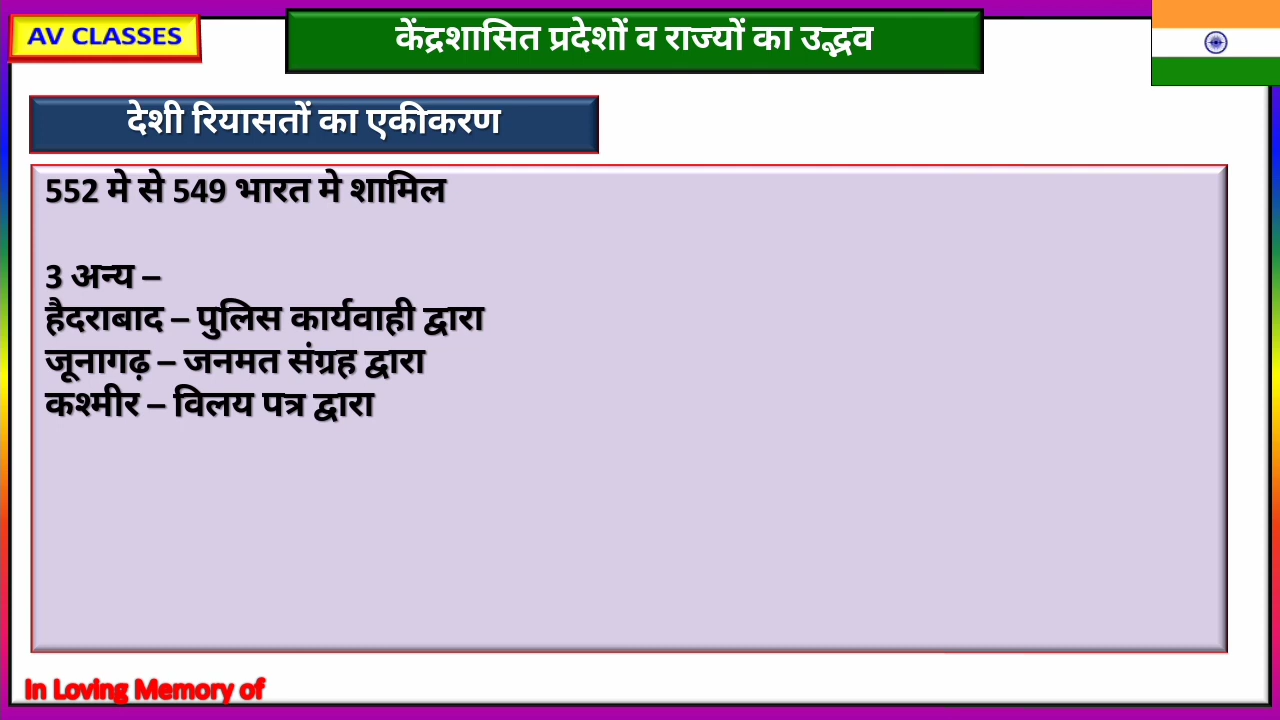 AV CLASSES
केंद्रशासित प्रदेशों व राज्यों का उद्भव
देशी रियासतों का एकीकरण
552 मे से 549 भारत मे शामिल
3 अन्य –
हैदराबाद – पुलिस कार्यवाही द्वारा
जूनागढ़ – जनमत संग्रह द्वारा
कश्मीर – विलय पत्र द्वारा
In Loving Memory of